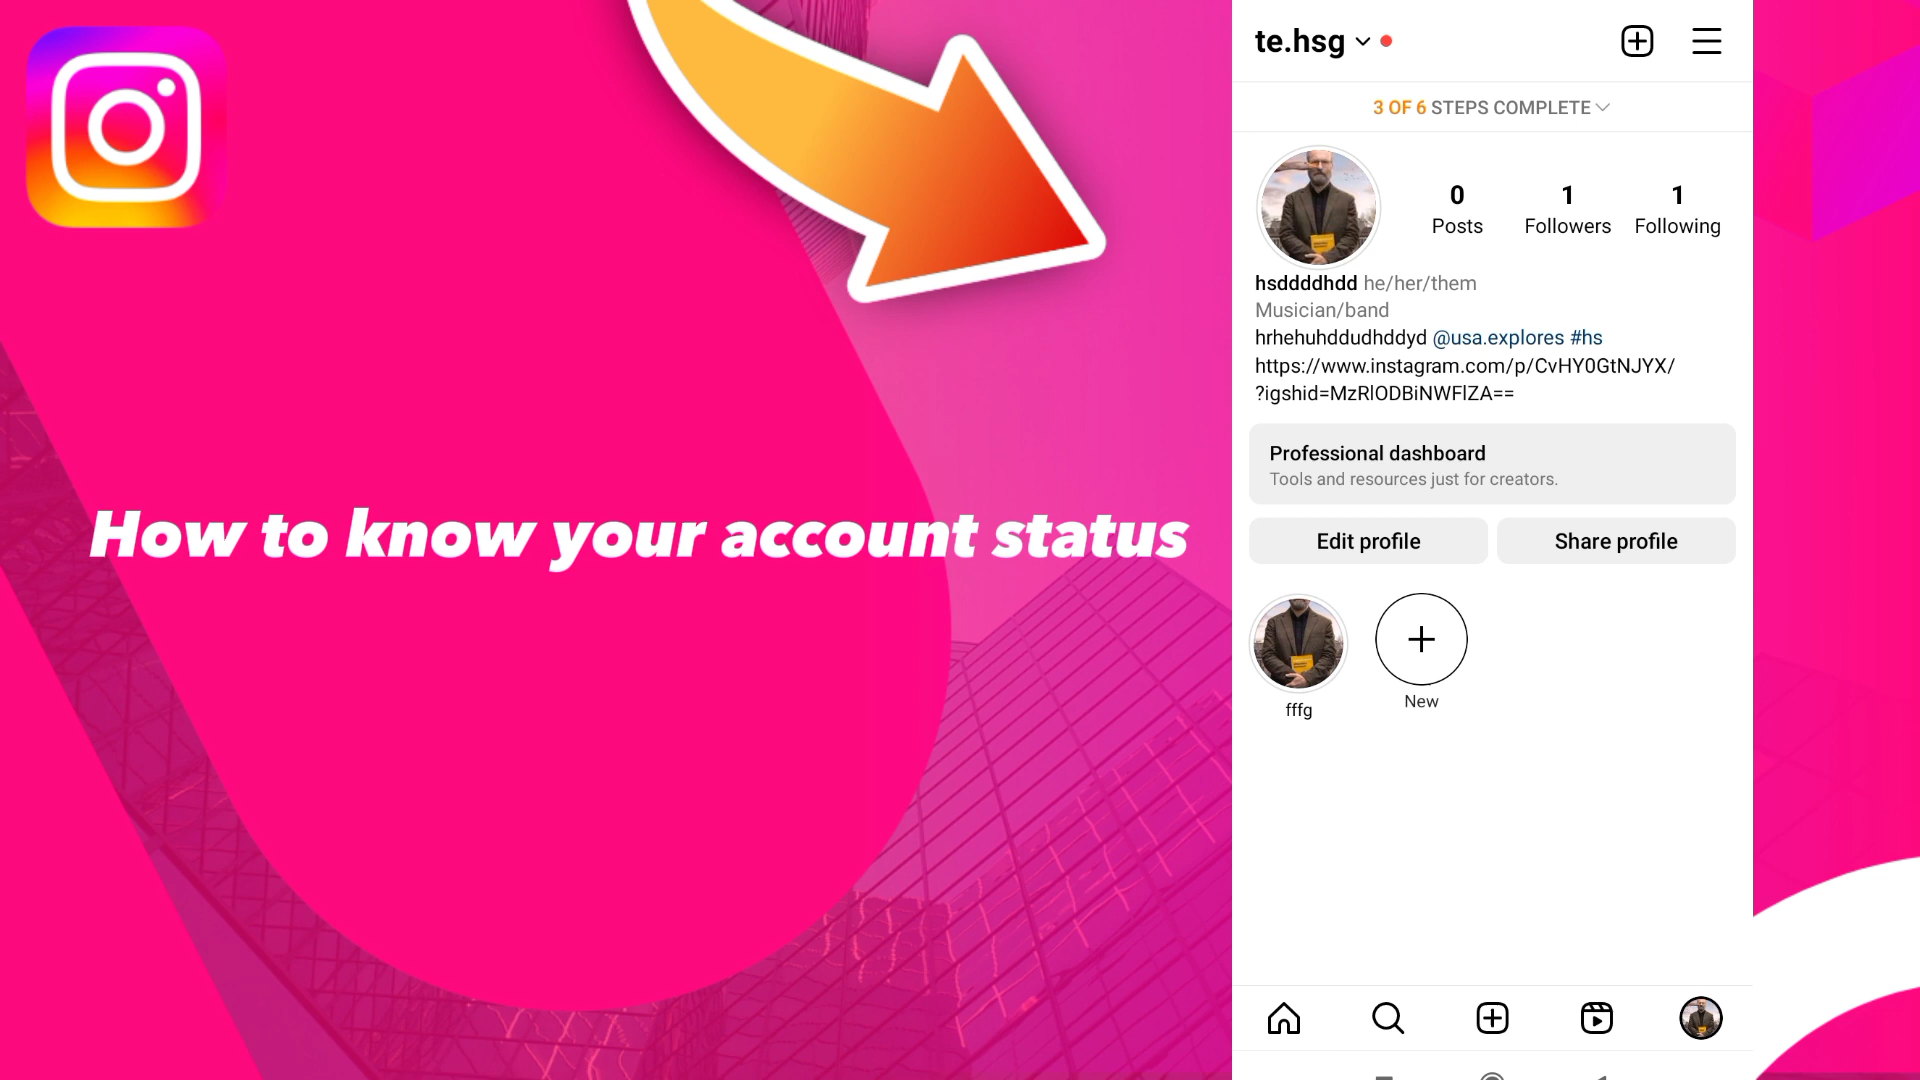 te.hsg
3 OF 6 STEPS COMPLETE
0 1 1
Posts Followers Following
hsddddhdd he/her/them
Musician/band
hrhehuhddudhddyd @usa.explores #hs
https://www.instagram.com/p/CvHY0GtNJYX/
?igshid=MzRlODBiNWFlZA==
Professional dashboard
Tools and resources just for creators.
How to know your account status
Edit profile Share profile
fffg New